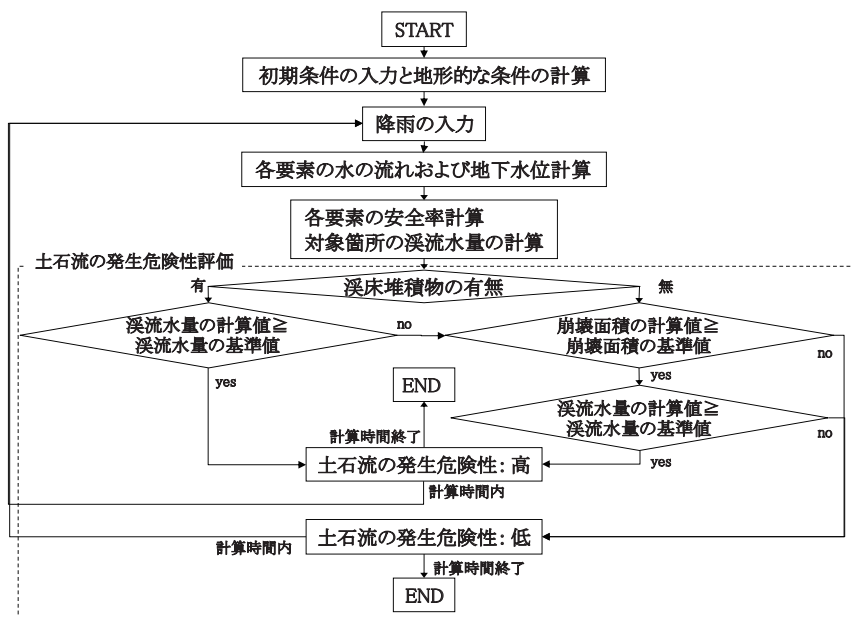 START
初期条件の入力と地形的な条件の計算
降雨の入力
各要素の水の流れおよび地下水位計算
各要素の安全率計算
対象箇所の渓流水量の計算
土石流の発生危険性評価
有
渓床堆積物の有無
無
渓流水量の計算値≧
渓流水量の基準値
no
崩壊面積の計算値≧
崩壊面積の基準値
no
yes
yes
END
渓流水量の計算値≧
渓流水量の基準値
no
計算時間終了
yes
土石流の発生危険性: 高
計算時間内
土石流の発生危険性: 低
計算時間内
計算時間終了
END